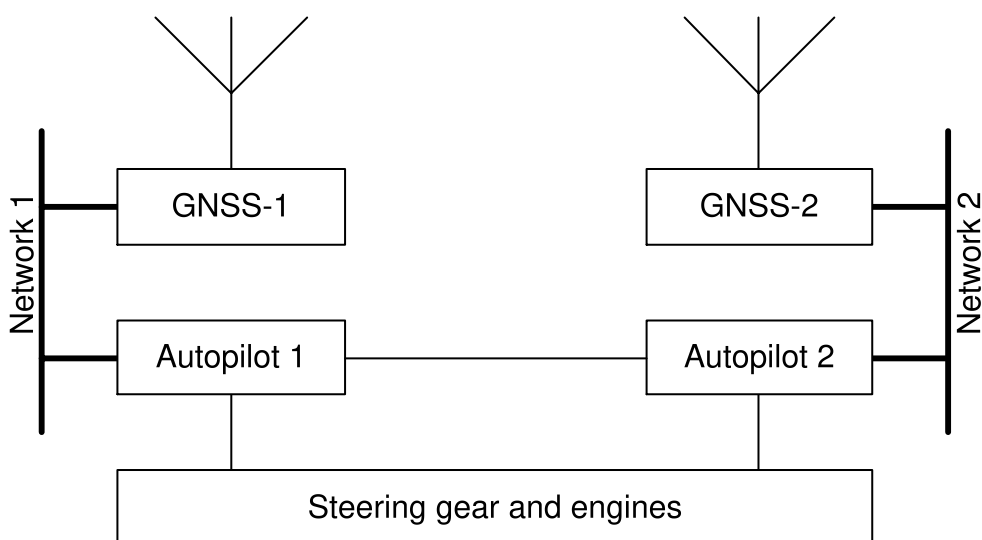 GNSS-1
GNSS-2
Network 1
Network 2
Autopilot 1
Autopilot 2
Steering gear and engines